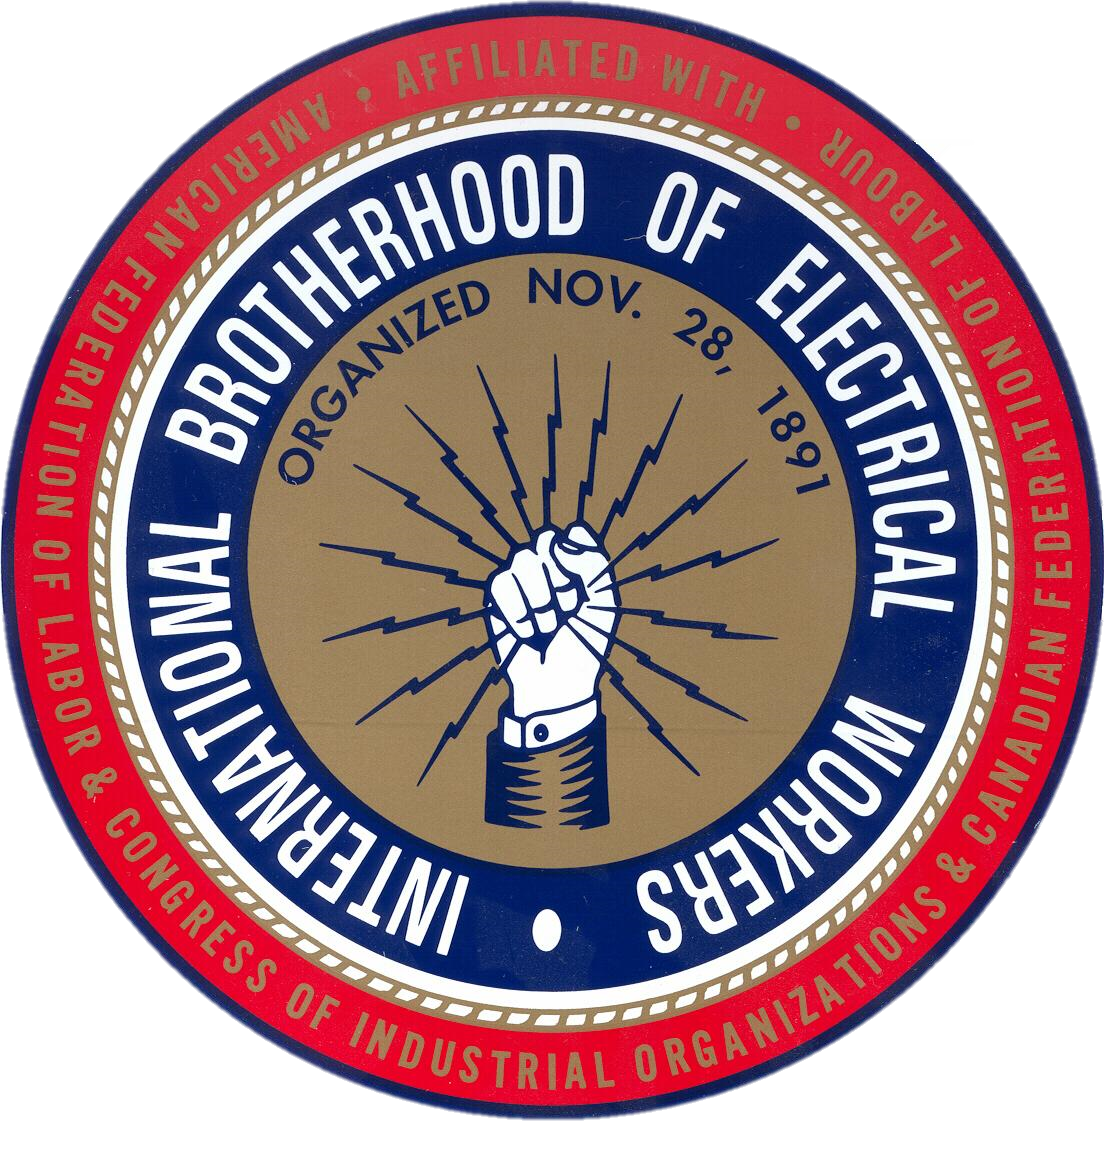 AFFILIATED WITH
AMERICAN FEDERATION OF LABOR & CONGRESS OF INDUSTRIAL ORGANIZATIONS & CANADIAN FEDERATION OF LABOUR
INTERNATIONAL BROTHERHOOD OF ELECTRICAL WORKERS
ORGANIZED NOV. 28, 1891